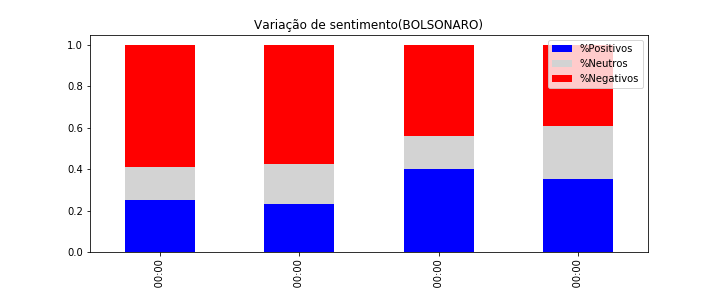 Variação de sentimento(BOLSONARO)
%Positivos
%Neutros
%Negativos
1.0
0.8
0.6
0.4
0.2
0.0
00:00
00:00
00:00
00:00